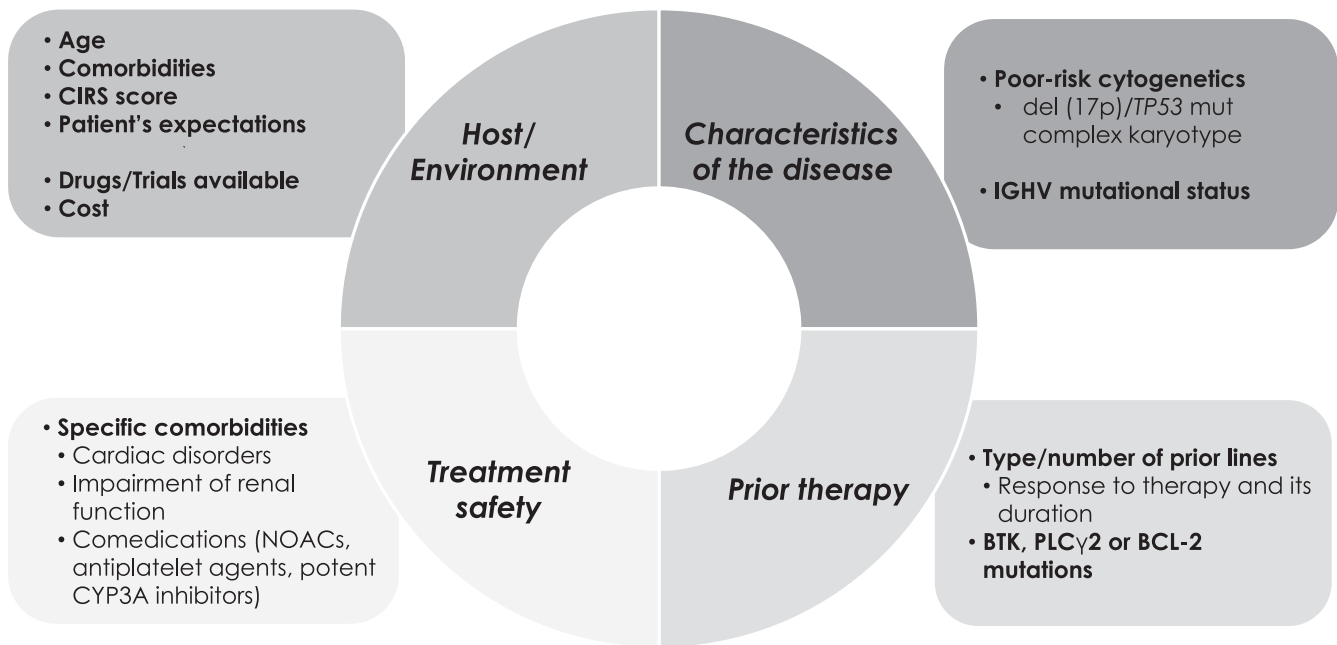 • Age
• Comorbidities
• CIRS score
• Patient's expectations
• Drugs/Trials available
• Cost
Host/
Environment
Characteristics
of the disease
• Poor-risk cytogenetics
• del (17p)/TP53 mut
complex karyotype
• IGHV mutational status
• Specific comorbidities
• Cardiac disorders
• Impairment of renal
function
• Comedications (NOACs,
antiplatelet agents, potent
CYP3A inhibitors)
Treatment
safety
Prior therapy
• Type/number of prior lines
• Response to therapy and its
duration
• BTK, PLCγ2 or BCL-2
mutations